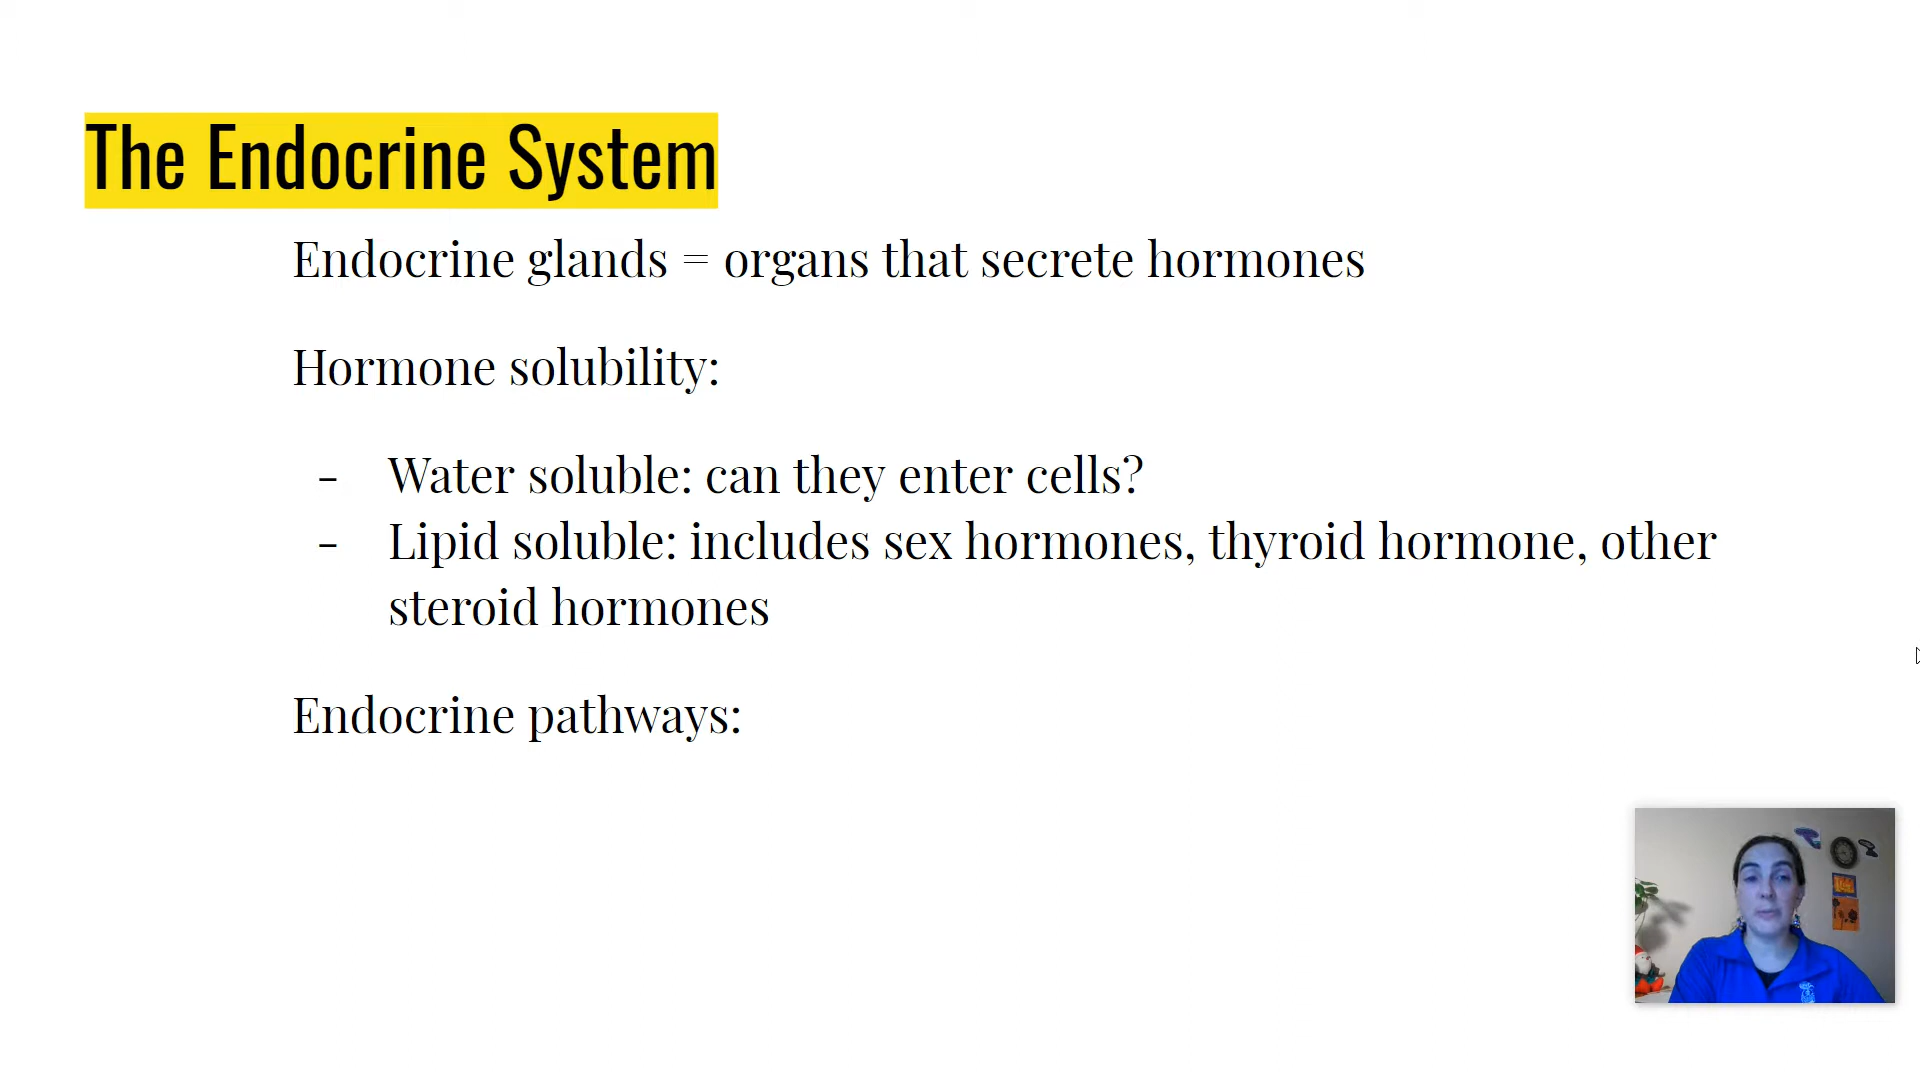 The Endocrine System
Endocrine glands = organs that secrete hormones
Hormone solubility:
- Water soluble: can they enter cells?
- Lipid soluble: includes sex hormones, thyroid hormone, other
steroid hormones
Endocrine pathways: